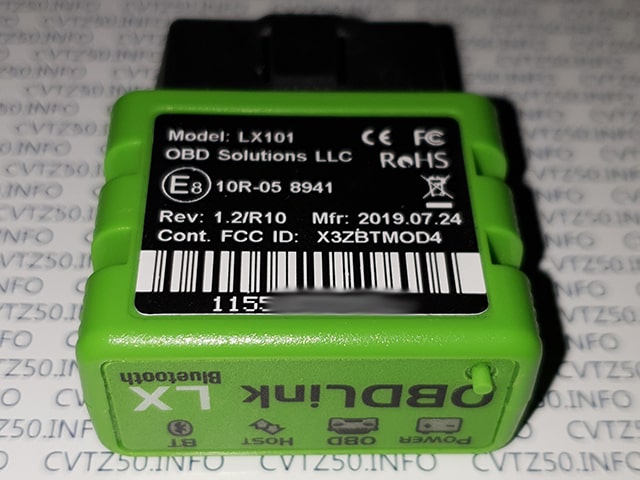 Model: LX101
OBD Solutions LLC
CE FC
RoHS
E8 10R-05 8941
Rev: 1.2/R10 Mfr: 2019.07.24
Cont. FCC ID: X3ZBTMOD4
1155
OBDLink LX
Bluetooth
POWER OBD HOST BT
CVTZ50.INFO